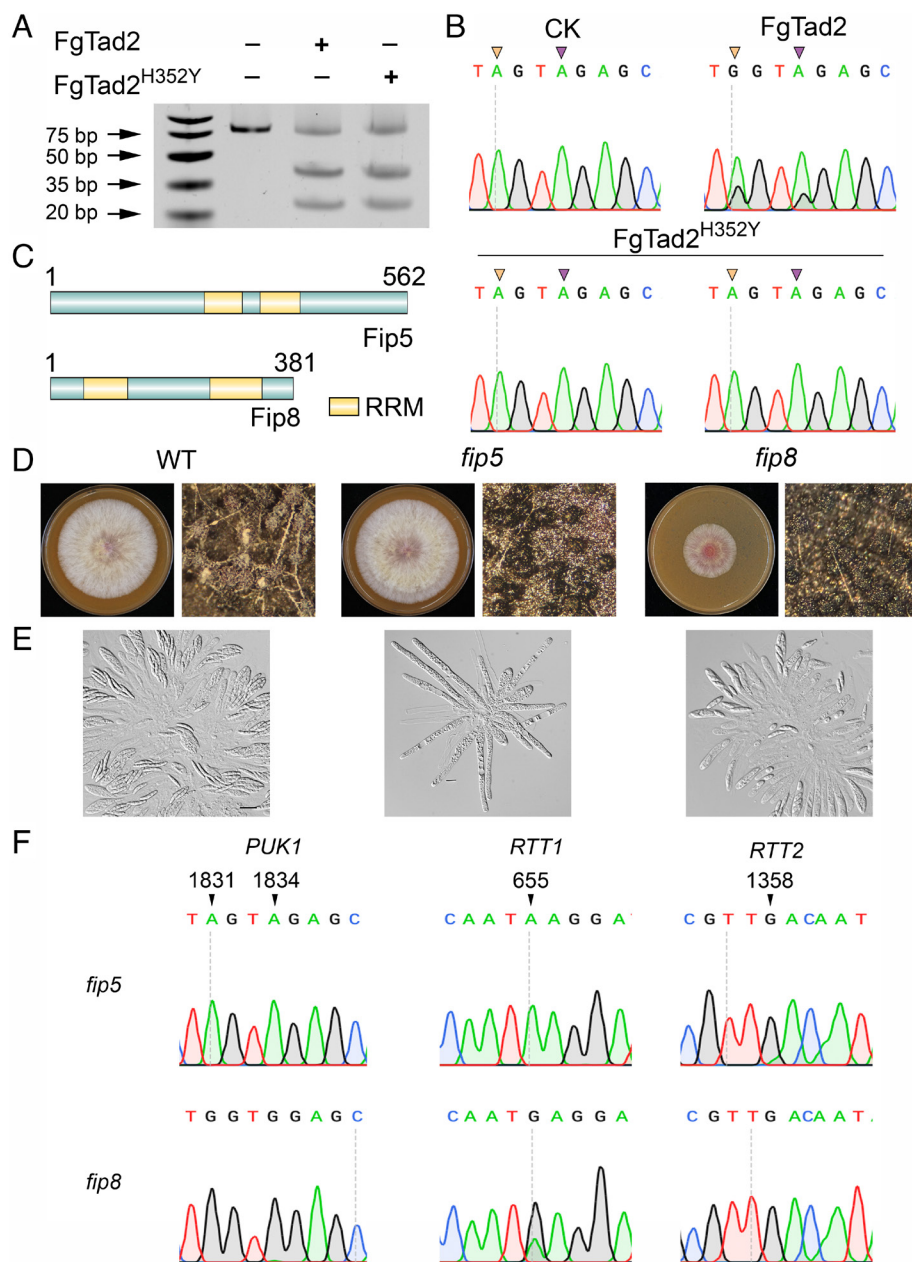 A
FgTad2 − + −
FgTad2H352Y − − +
75 bp
50 bp
35 bp
20 bp
B
CK FgTad2
T A G T A G A G C T G G T A G A G C
FgTad2H352Y
T A G T A G A G C T A G T A G A G C
C
1 562
Fip5
1 381
Fip8
RRM
D
WT fip5 fip8
E
F
PUK1 RTT1 RTT2
1831 1834 655 1358
T A G T A G A G C C A A T A A G G A C G T T G A C A A T
fip5
T G G T G G A G C C A A T G A G G A C G T T G A C A A T
fip8